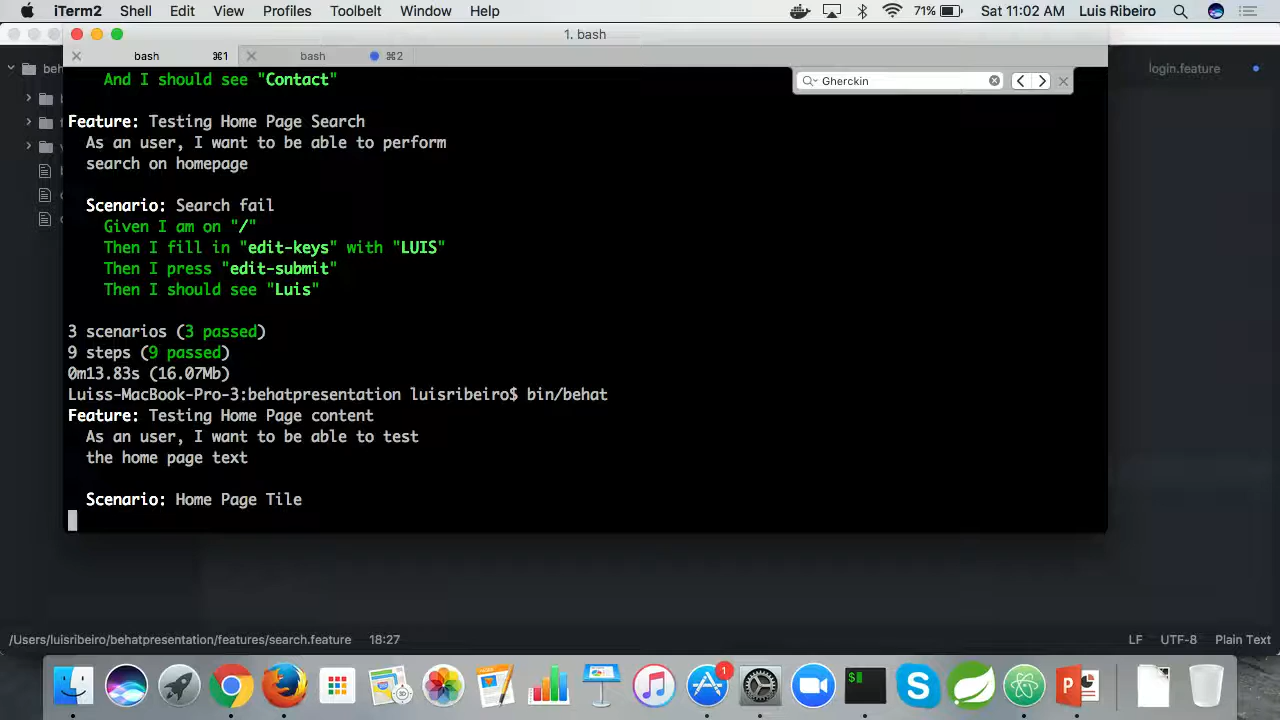 iTerm2 Shell Edit View Profiles Toolbelt Window Help 71% Sat 11:02 AM Luis Ribeiro
1. bash
bash ⌘1 bash ⌘2
login.feature
And I should see "Contact"
Gherckin
Feature: Testing Home Page Search
As an user, I want to be able to perform
search on homepage
Scenario: Search fail
Given I am on "/"
Then I fill in "edit-keys" with "LUIS"
Then I press "edit-submit"
Then I should see "Luis"
3 scenarios (3 passed)
9 steps (9 passed)
0m13.83s (16.07Mb)
Luiss-MacBook-Pro-3:behatpresentation luisribeiro$ bin/behat
Feature: Testing Home Page content
As an user, I want to be able to test
the home page text
Scenario: Home Page Tile
/Users/luisribeiro/behatpresentation/features/search.feature 18:27 LF UTF-8 Plain Text
1